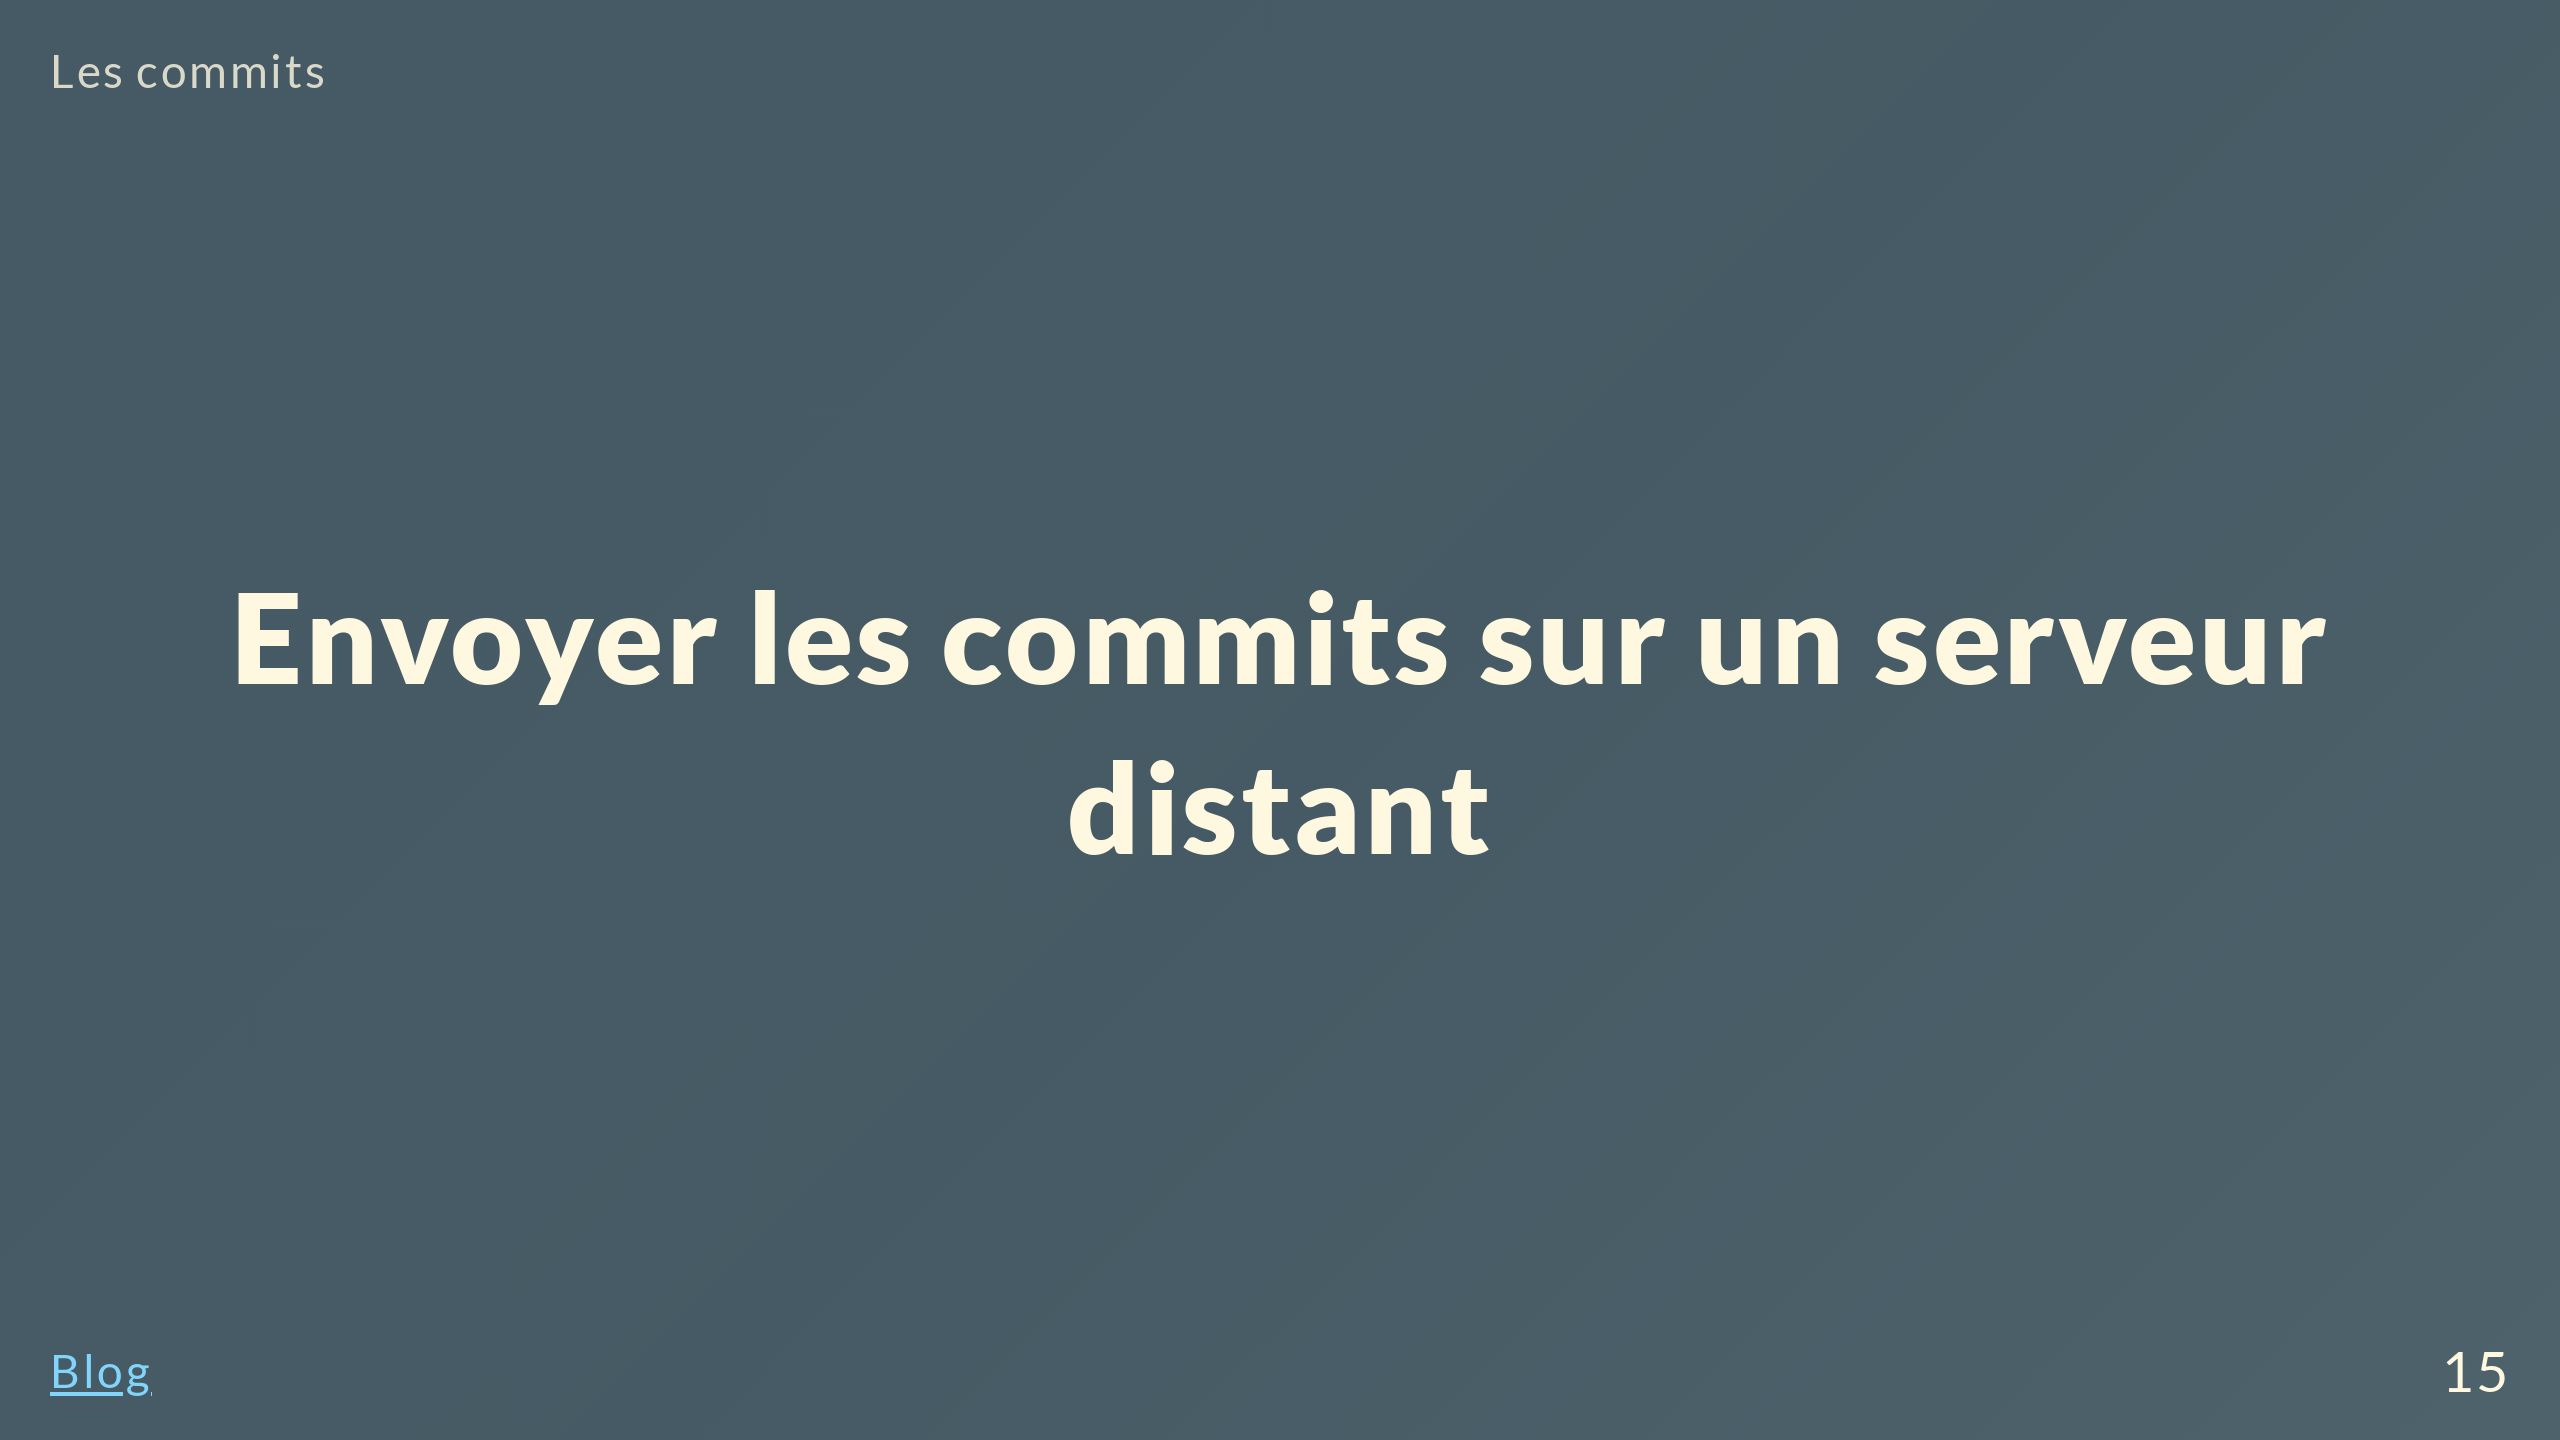 Les commits
Envoyer les commits sur un serveur
distant
Blog
15